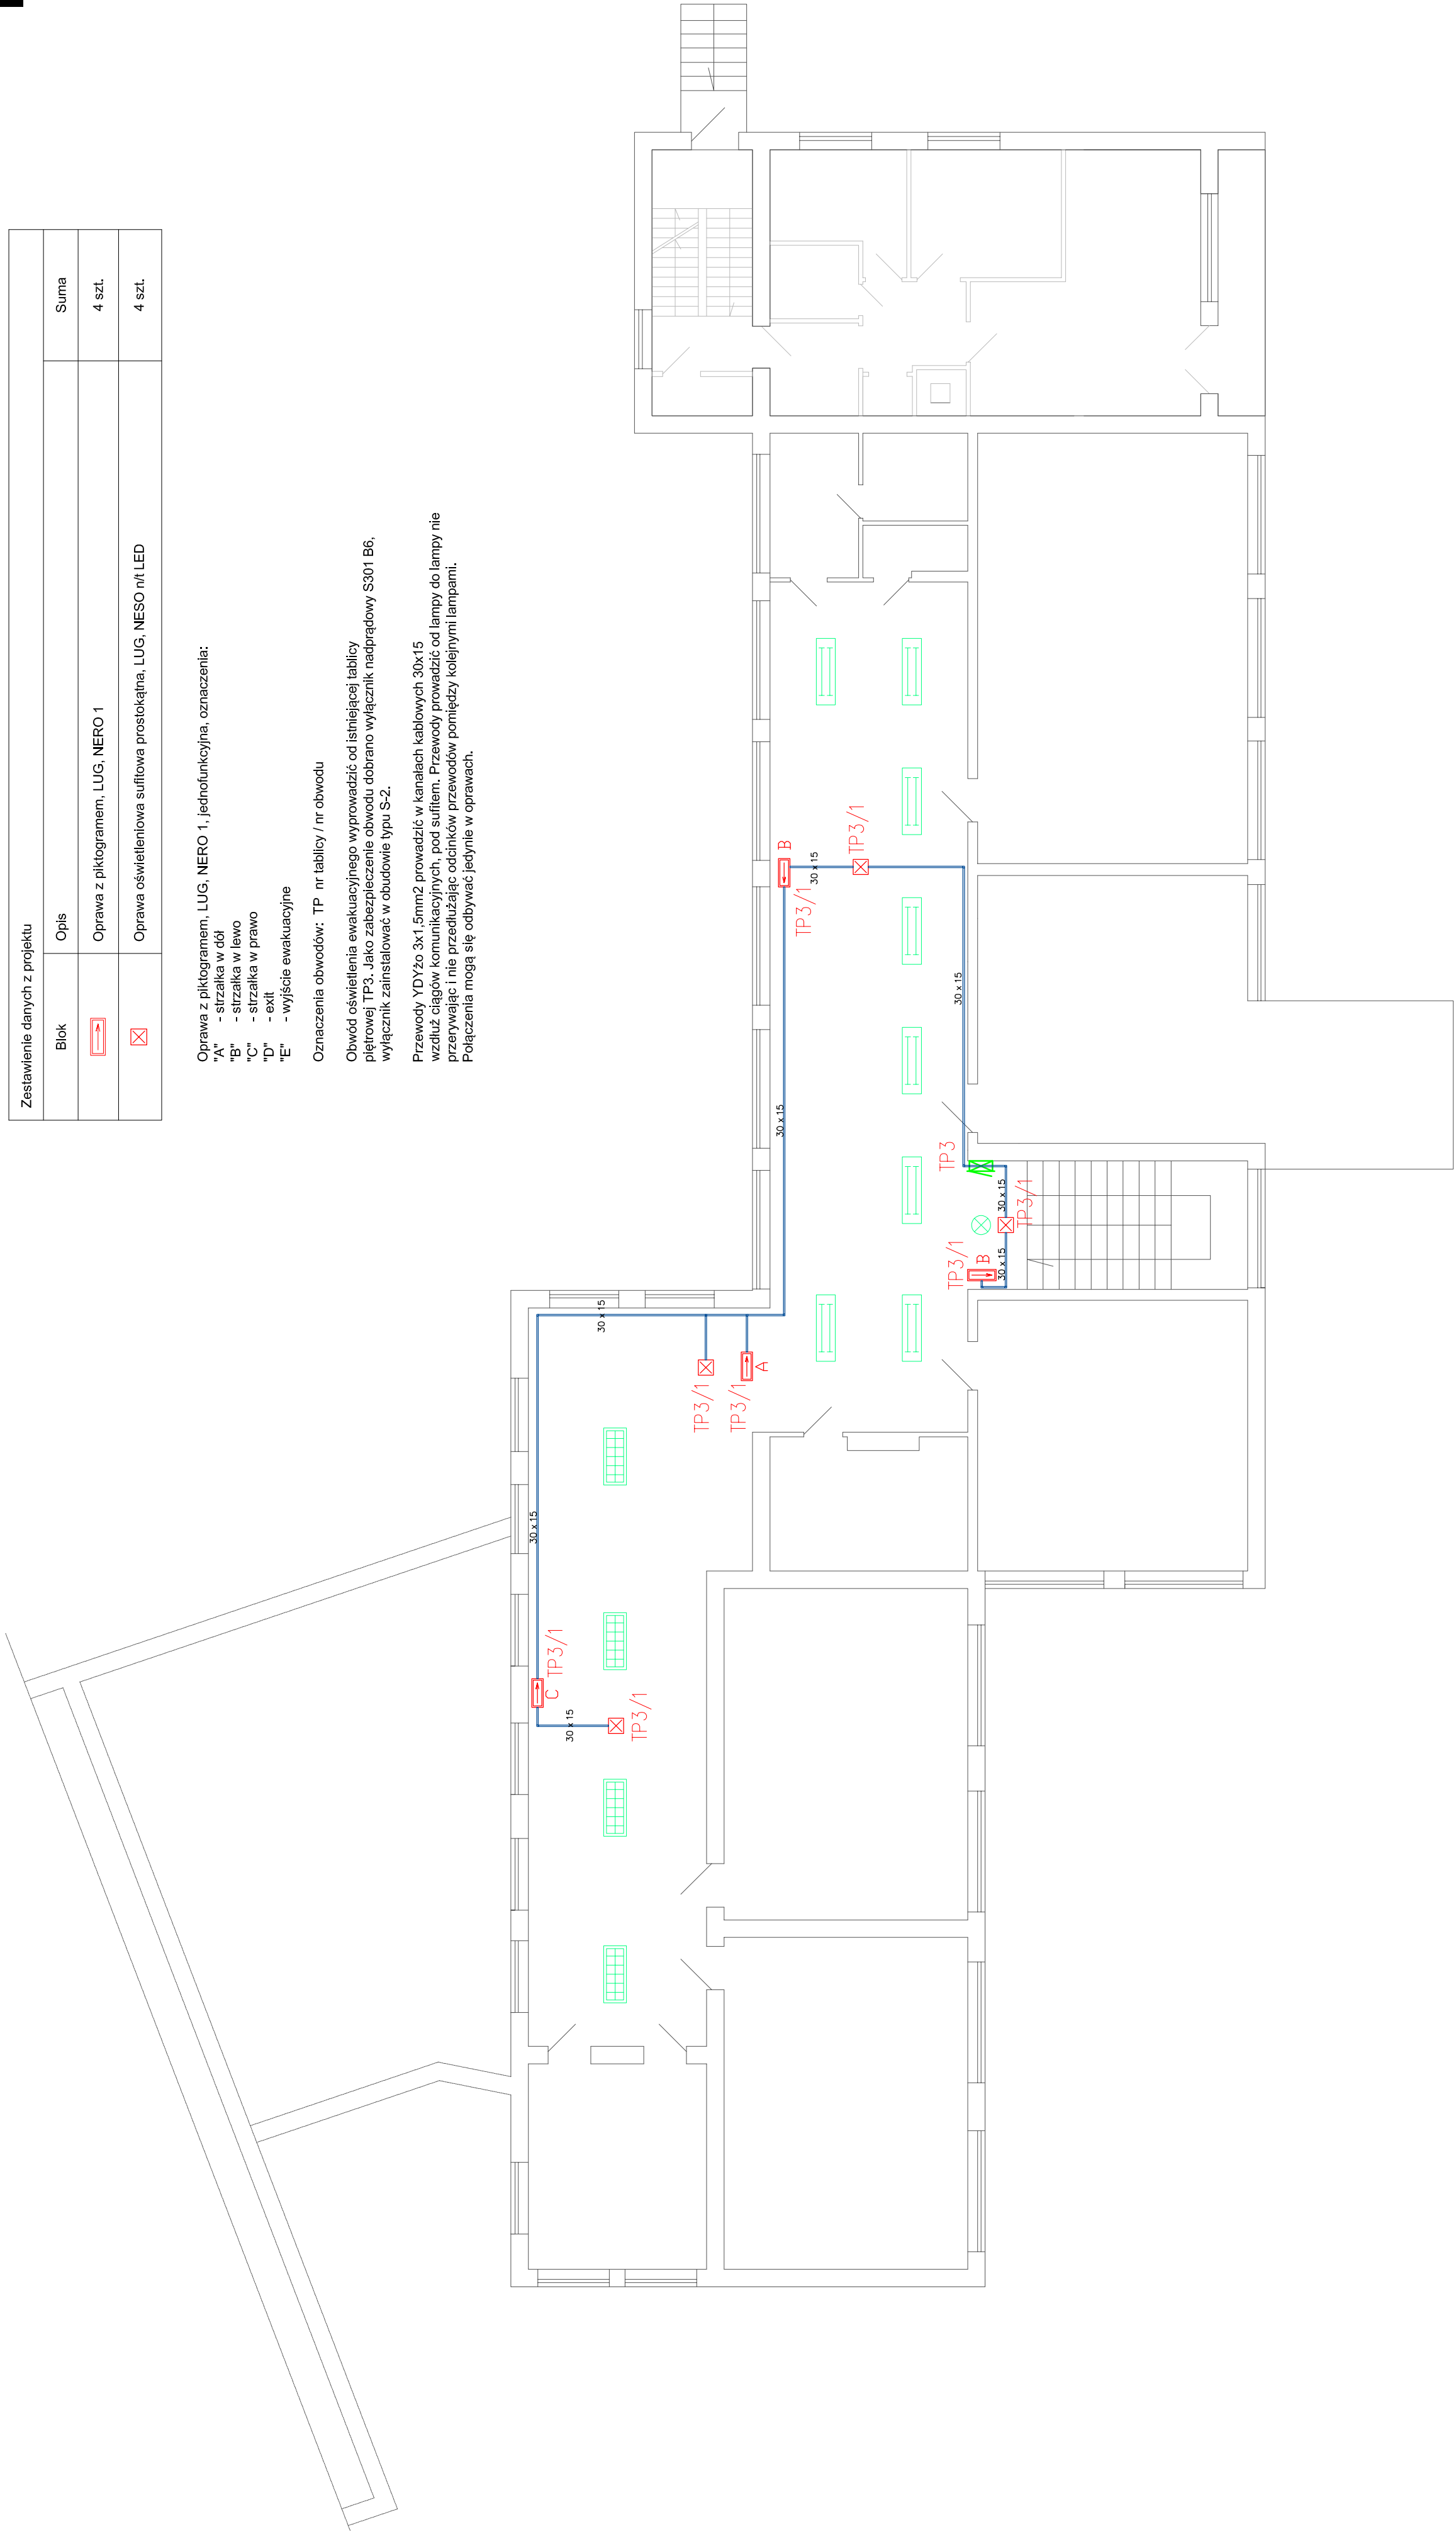 Zestawienie danych z projektu
Blok Opis Suma
Oprawa z piktogramem, LUG, NERO 1 4 szt.
Oprawa oświetleniowa sufitowa prostokątna, LUG, NESO n/t LED 4 szt.
Oprawa z piktogramem, LUG, NERO 1, jednofunkcyjna, oznaczenia:
"A" - strzałka w dół
"B" - strzałka w lewo
"C" - strzałka w prawo
"D" - exit
"E" - wyjście ewakuacyjne
Oznaczenia obwodów: TP nr tablicy / nr obwodu
Obwód oświetlenia ewakuacyjnego wyprowadzić od istniejącej tablicy
piętrowej TP3. Jako zabezpieczenie obwodu dobrano wyłącznik nadprądowy S301 B6,
wyłącznik zainstalować w obudowie typu S-2.
Przewody YDYżo 3x1,5mm2 prowadzić w kanałach kablowych 30x15
wzdłuż ciągów komunikacyjnych, pod sufitem. Przewody prowadzić od lampy do lampy nie
przerywając i nie przedłużając odcinków przewodów pomiędzy kolejnymi lampami.
Połączenia mogą się odbywać jedynie w oprawach.
30 x 15
C TP3/1
30 x 15
TP3/1
30 x 15
TP3/1
TP3/1
A
30 x 15
B
TP3/1
30 x 15
TP3/1
30 x 15
TP3
TP3/1
B
30 x 15
30 x 15
TP3/1